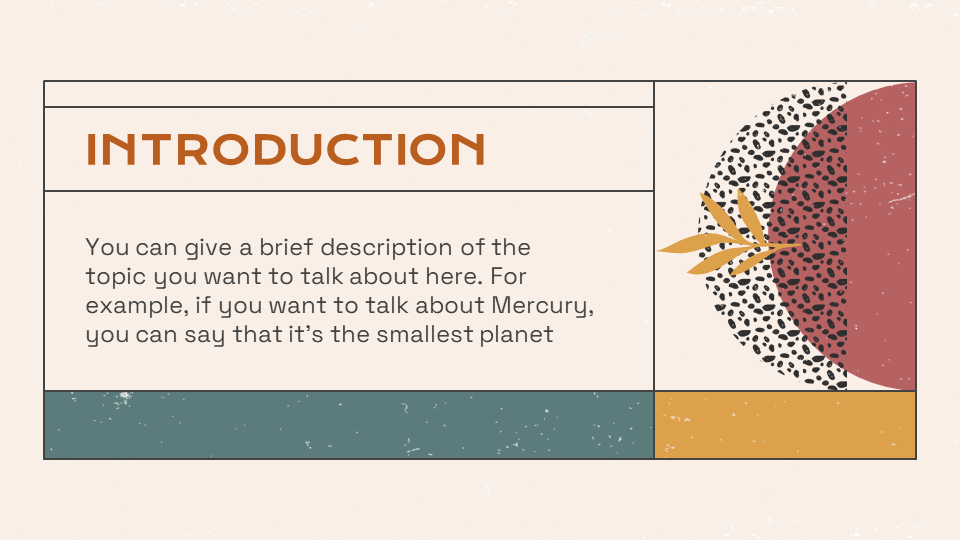 INTRODUCTION
You can give a brief description of the
topic you want to talk about here. For
example, if you want to talk about Mercury,
you can say that it’s the smallest planet